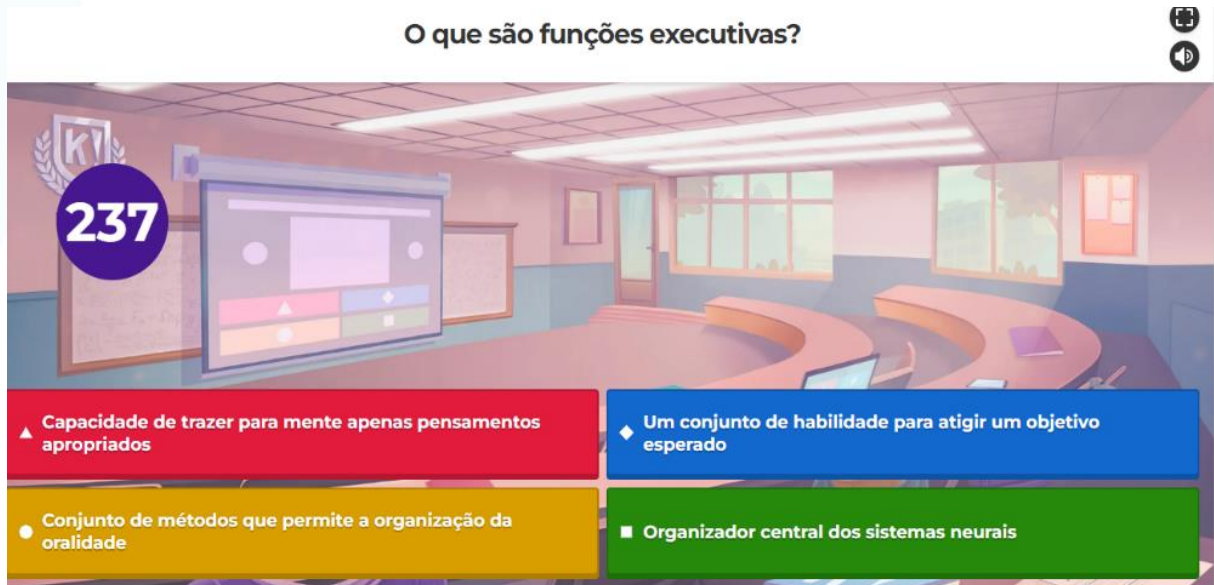 O que são funções executivas?
K!
237
Capacidade de trazer para mente apenas pensamentos
apropriados
Um conjunto de habilidade para atigir um objetivo
esperado
Conjunto de métodos que permite a organização da
oralidade
Organizador central dos sistemas neurais